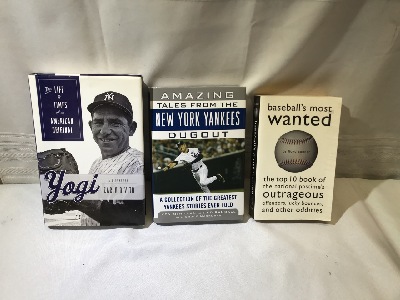 The
LIFE
&
TIMES
of an
AMERICAN
ORIGINAL
NY
Yogi
AMAZING
TALES FROM THE
NEW YORK YANKEES
DUGOUT
A COLLECTION OF THE GREATEST
YANKEES STORIES EVER TOLD
baseball's most
wanted
the top 10 book of
the national pastime's
outrageous
offenders, lucky bounces,
and other oddities